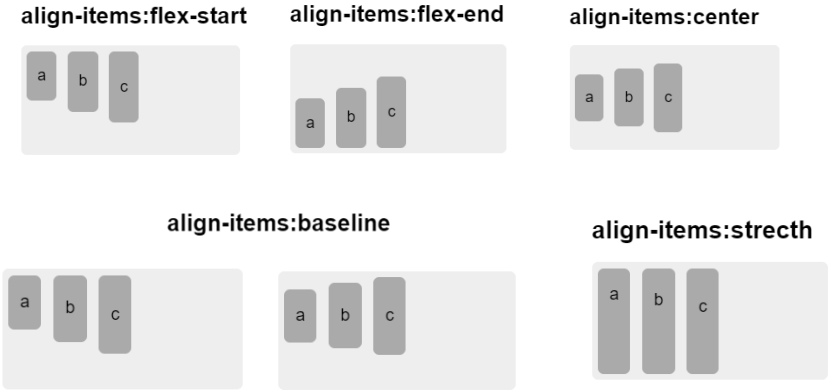 align-items:flex-start
a b c
align-items:flex-end
a b c
align-items:center
a b c
align-items:baseline
a b c
a b c
align-items:strecth
a b c